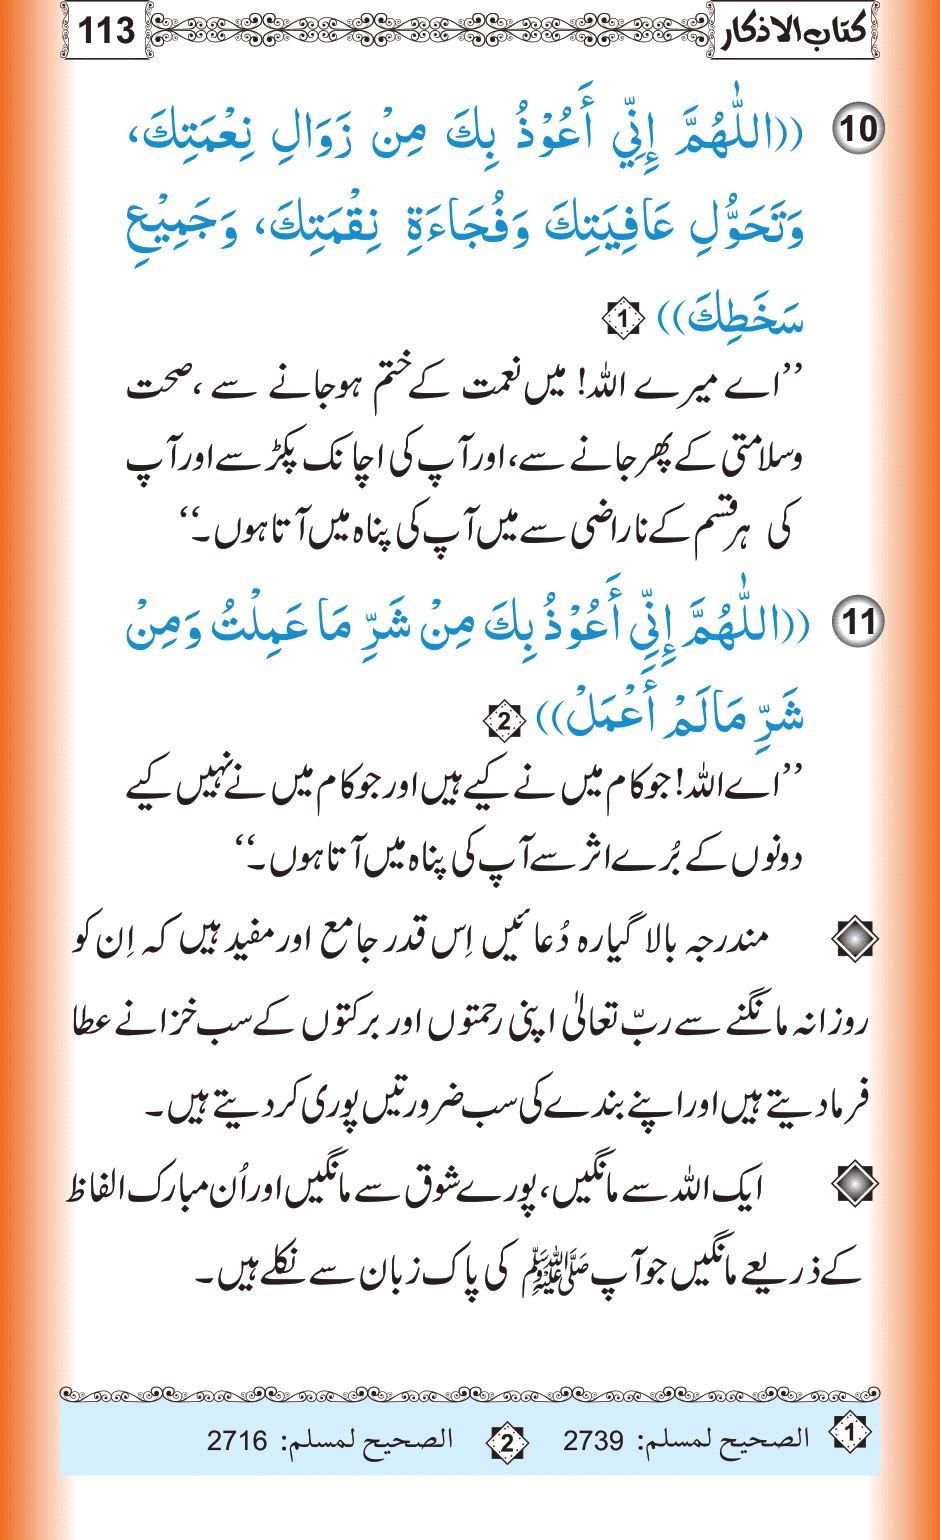 كتاب الاذكار 113
10 ((اَللّٰهُمَّ إِنِّي أَعُوْذُ بِكَ مِنْ زَوَالِ نِعْمَتِكَ،
وَتَحَوُّلِ عَافِيَتِكَ وَفُجَاءَةِ نِقْمَتِكَ، وَجَمِيْعِ
سَخَطِكَ)) 1
’’اے میرے اللہ! میں نعمت کے ختم ہوجانے سے، صحت
وسلامتی کے پھر جانے سے، اور آپ کی اچانک پکڑ سے اور آپ
کی ہر قسم کے ناراضی سے میں آپ کی پناہ میں آتا ہوں۔‘‘
11 ((اَللّٰهُمَّ إِنِّي أَعُوْذُ بِكَ مِنْ شَرِّ مَا عَمِلْتُ وَمِنْ
شَرِّ مَالَمْ أَعْمَلْ)) 2
’’اے اللہ! جو کام میں نے کیے ہیں اور جو کام میں نے نہیں کیے
دونوں کے بُرے اثر سے آپ کی پناہ میں آتا ہوں۔‘‘
مندرجہ بالا گیارہ دُعائیں اِس قدر جامع اور مفید ہیں کہ اِن کو
روزانہ مانگنے سے ربّ تعالیٰ اپنی رحمتوں اور برکتوں کے سب خزانے عطا
فرما دیتے ہیں اور اپنے بندے کی سب ضرورتیں پوری کر دیتے ہیں۔
ایک اللہ سے مانگیں، پورے شوق سے مانگیں اور اُن مبارک الفاظ
کے ذریعے مانگیں جو آپ ﷺ کی پاک زبان سے نکلے ہیں۔
1 الصحيح لمسلم: 2739 2 الصحيح لمسلم: 2716